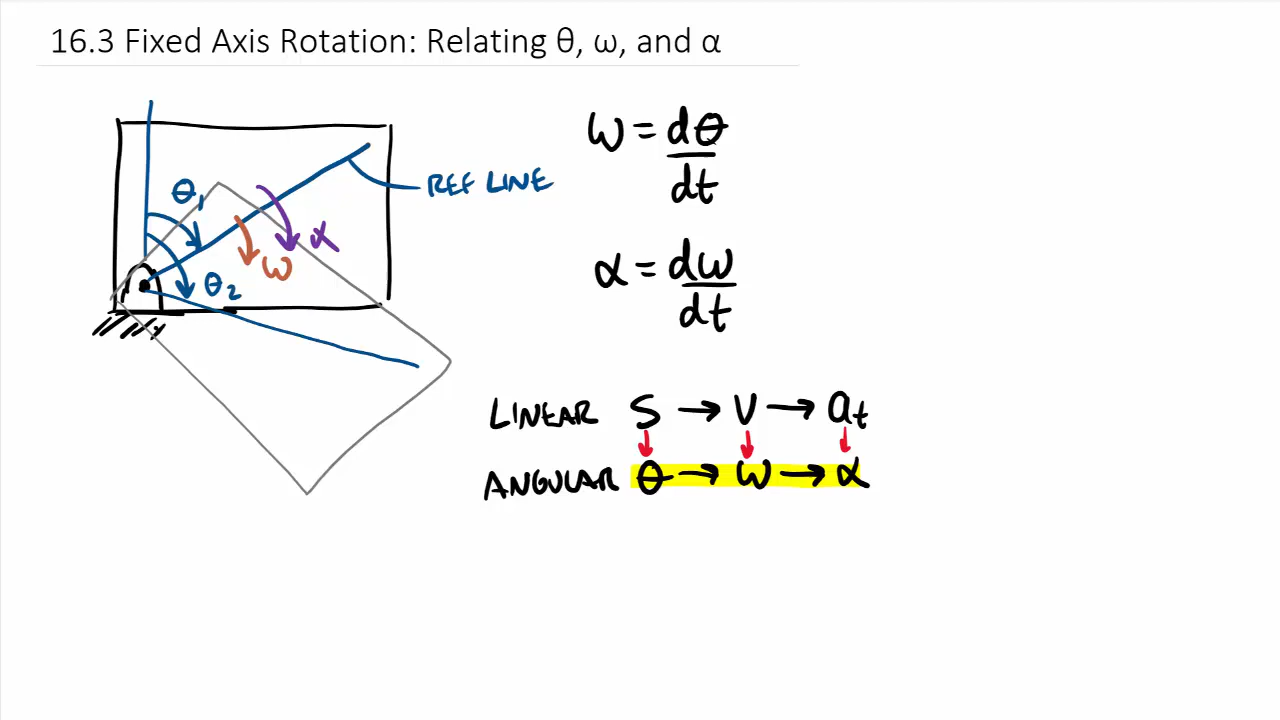 16.3 Fixed Axis Rotation: Relating θ, ω, and α
θ₁
REF LINE
α
ω
θ₂
ω = dθ/dt
α = dω/dt
LINEAR S → V → aₜ
ANGULAR θ → ω → α